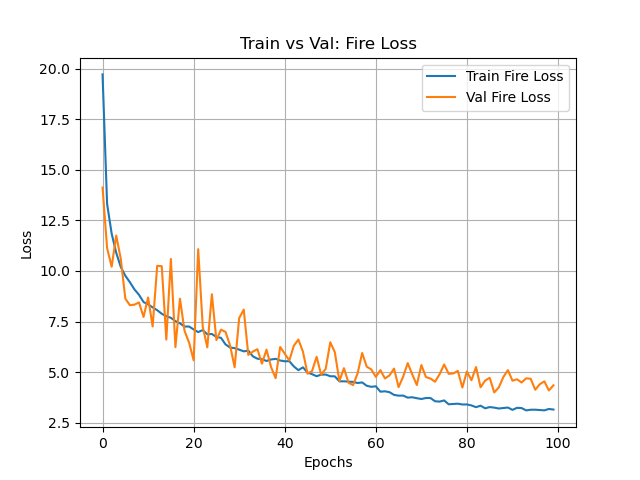 Train vs Val: Fire Loss
Train Fire Loss
Val Fire Loss
Loss
20.0
17.5
15.0
12.5
10.0
7.5
5.0
2.5
0 20 40 60 80 100
Epochs